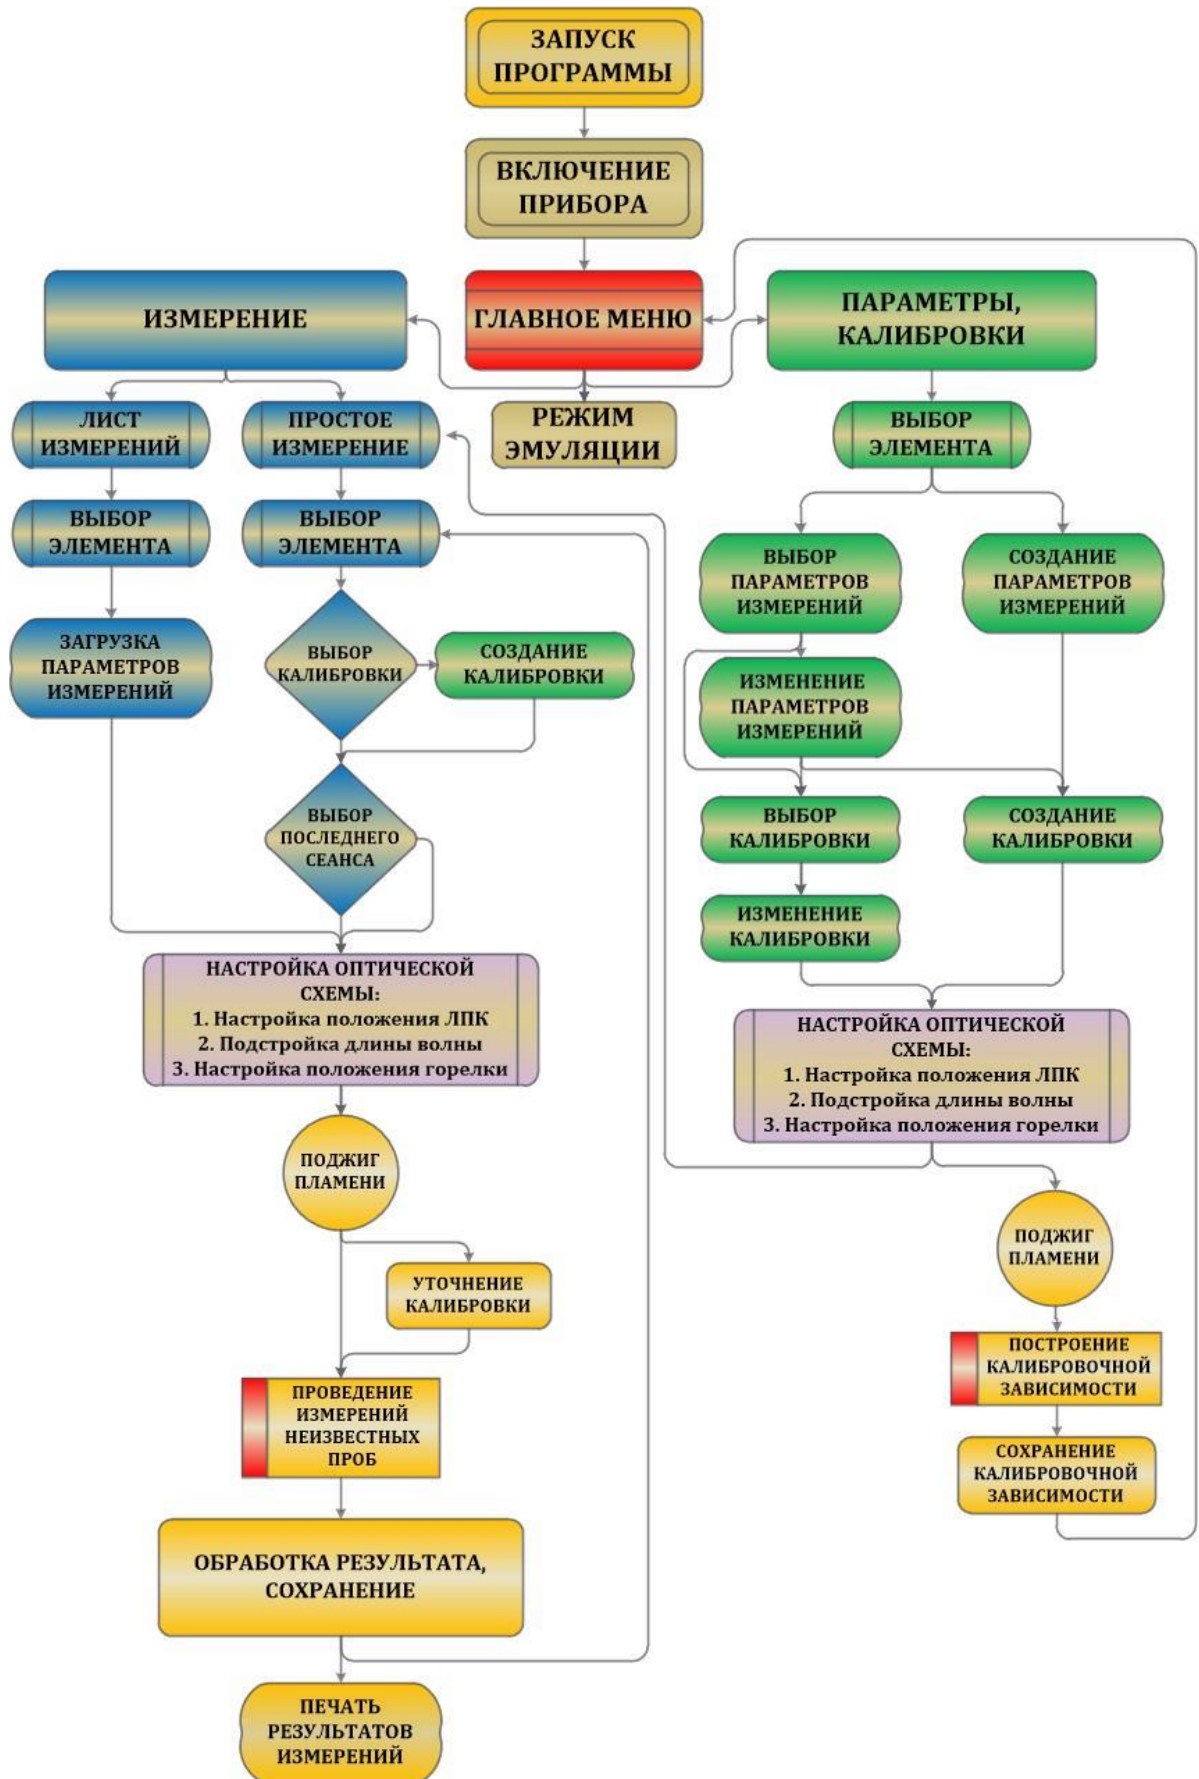 ЗАПУСК
ПРОГРАММЫ
ВКЛЮЧЕНИЕ
ПРИБОРА
ИЗМЕРЕНИЕ
ГЛАВНОЕ МЕНЮ
ПАРАМЕТРЫ,
КАЛИБРОВКИ
ЛИСТ
ИЗМЕРЕНИЙ
ПРОСТОЕ
ИЗМЕРЕНИЕ
РЕЖИМ
ЭМУЛЯЦИИ
ВЫБОР
ЭЛЕМЕНТА
ВЫБОР
ЭЛЕМЕНТА
ВЫБОР
ЭЛЕМЕНТА
ВЫБОР
ПАРАМЕТРОВ
ИЗМЕРЕНИЙ
СОЗДАНИЕ
ПАРАМЕТРОВ
ИЗМЕРЕНИЙ
ЗАГРУЗКА
ПАРАМЕТРОВ
ИЗМЕРЕНИЙ
ВЫБОР
КАЛИБРОВКИ
СОЗДАНИЕ
КАЛИБРОВКИ
ИЗМЕНЕНИЕ
ПАРАМЕТРОВ
ИЗМЕРЕНИЙ
ВЫБОР
ПОСЛЕДНЕГО
СЕАНСА
ВЫБОР
КАЛИБРОВКИ
СОЗДАНИЕ
КАЛИБРОВКИ
ИЗМЕНЕНИЕ
КАЛИБРОВКИ
НАСТРОЙКА ОПТИЧЕСКОЙ
СХЕМЫ:
1. Настройка положения ЛПК
2. Подстройка длины волны
3. Настройка положения горелки
НАСТРОЙКА ОПТИЧЕСКОЙ
СХЕМЫ:
1. Настройка положения ЛПК
2. Подстройка длины волны
3. Настройка положения горелки
ПОДЖИГ
ПЛАМЕНИ
ПОДЖИГ
ПЛАМЕНИ
УТОЧНЕНИЕ
КАЛИБРОВКИ
ПОСТРОЕНИЕ
КАЛИБРОВОЧНОЙ
ЗАВИСИМОСТИ
ПРОВЕДЕНИЕ
ИЗМЕРЕНИЙ
НЕИЗВЕСТНЫХ
ПРОБ
СОХРАНЕНИЕ
КАЛИБРОВОЧНОЙ
ЗАВИСИМОСТИ
ОБРАБОТКА РЕЗУЛЬТАТА,
СОХРАНЕНИЕ
ПЕЧАТЬ
РЕЗУЛЬТАТОВ
ИЗМЕРЕНИЙ